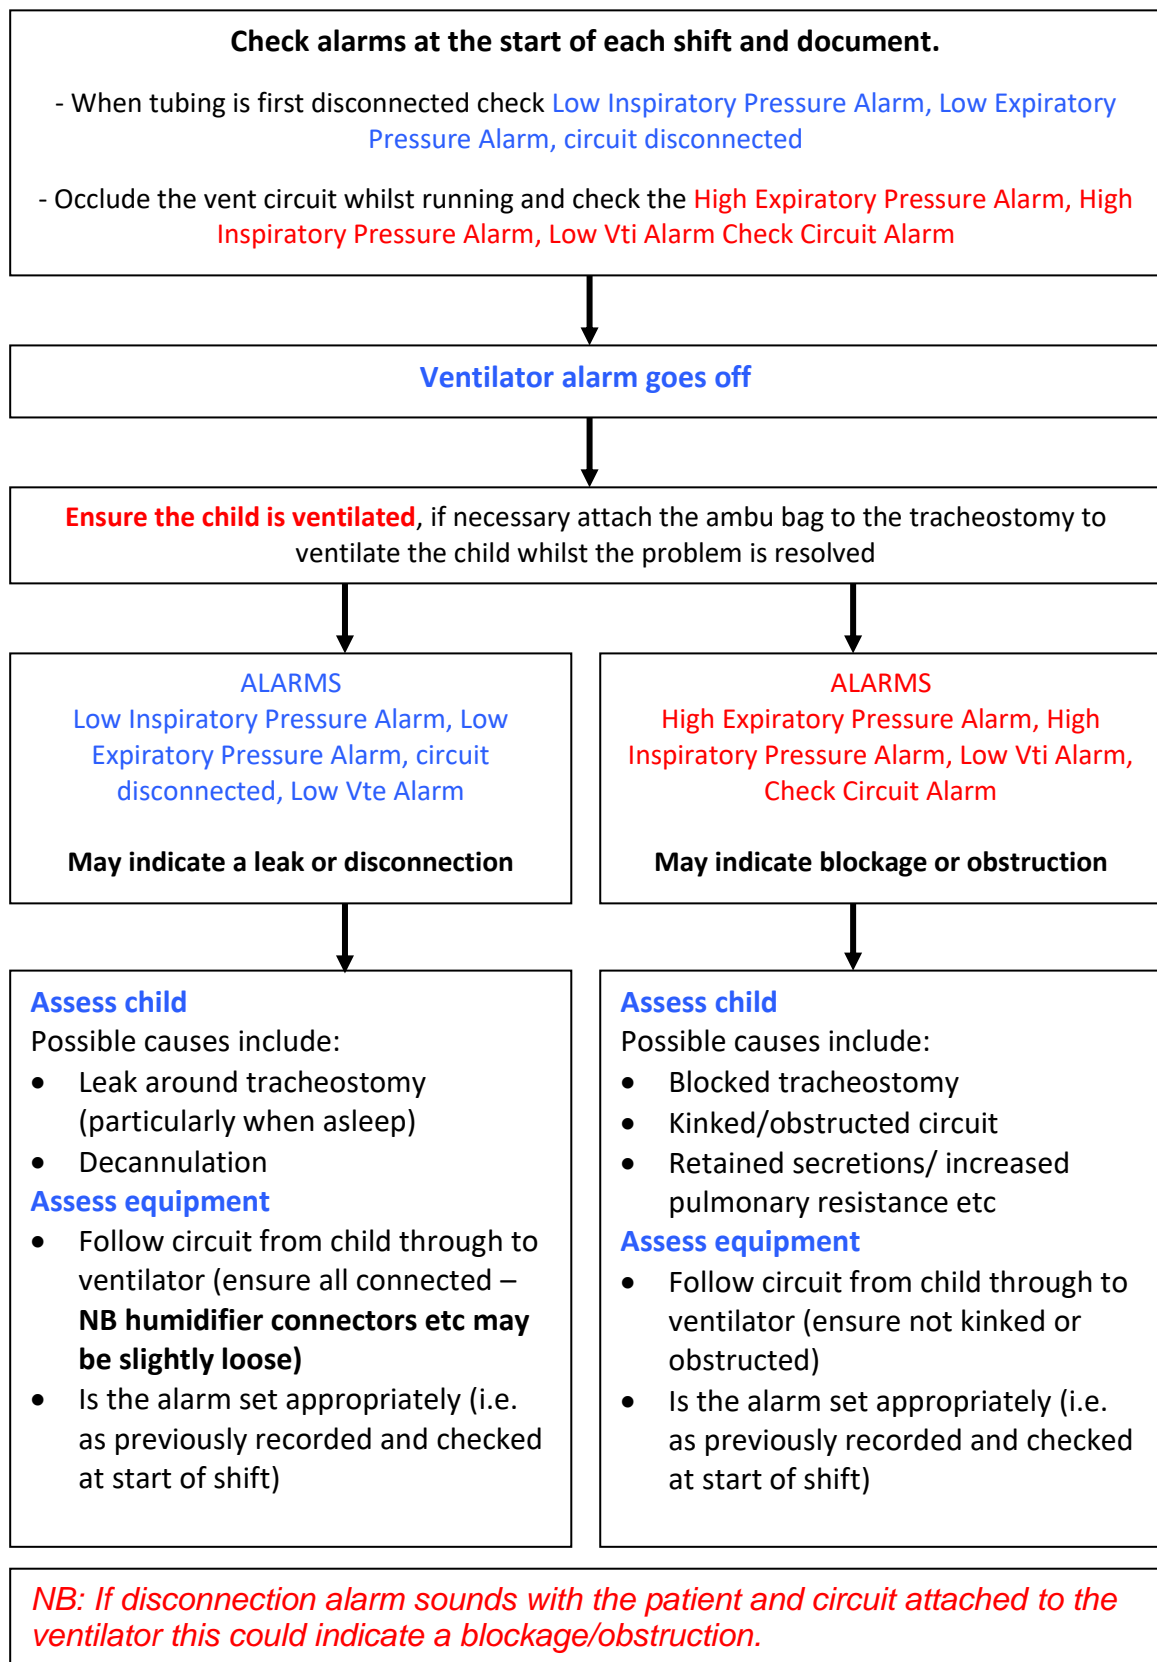 Check alarms at the start of each shift and document.
- When tubing is first disconnected check Low Inspiratory Pressure Alarm, Low Expiratory
Pressure Alarm, circuit disconnected
- Occlude the vent circuit whilst running and check the High Expiratory Pressure Alarm, High
Inspiratory Pressure Alarm, Low Vti Alarm Check Circuit Alarm
Ventilator alarm goes off
Ensure the child is ventilated, if necessary attach the ambu bag to the tracheostomy to
ventilate the child whilst the problem is resolved
ALARMS
Low Inspiratory Pressure Alarm, Low
Expiratory Pressure Alarm, circuit
disconnected, Low Vte Alarm
May indicate a leak or disconnection
ALARMS
High Expiratory Pressure Alarm, High
Inspiratory Pressure Alarm, Low Vti Alarm,
Check Circuit Alarm
May indicate blockage or obstruction
Assess child
Possible causes include:
• Leak around tracheostomy
(particularly when asleep)
• Decannulation
Assess equipment
• Follow circuit from child through to
ventilator (ensure all connected –
NB humidifier connectors etc may
be slightly loose)
• Is the alarm set appropriately (i.e.
as previously recorded and checked
at start of shift)
Assess child
Possible causes include:
• Blocked tracheostomy
• Kinked/obstructed circuit
• Retained secretions/ increased
pulmonary resistance etc
Assess equipment
• Follow circuit from child through to
ventilator (ensure not kinked or
obstructed)
• Is the alarm set appropriately (i.e.
as previously recorded and checked
at start of shift)
NB: If disconnection alarm sounds with the patient and circuit attached to the
ventilator this could indicate a blockage/obstruction.